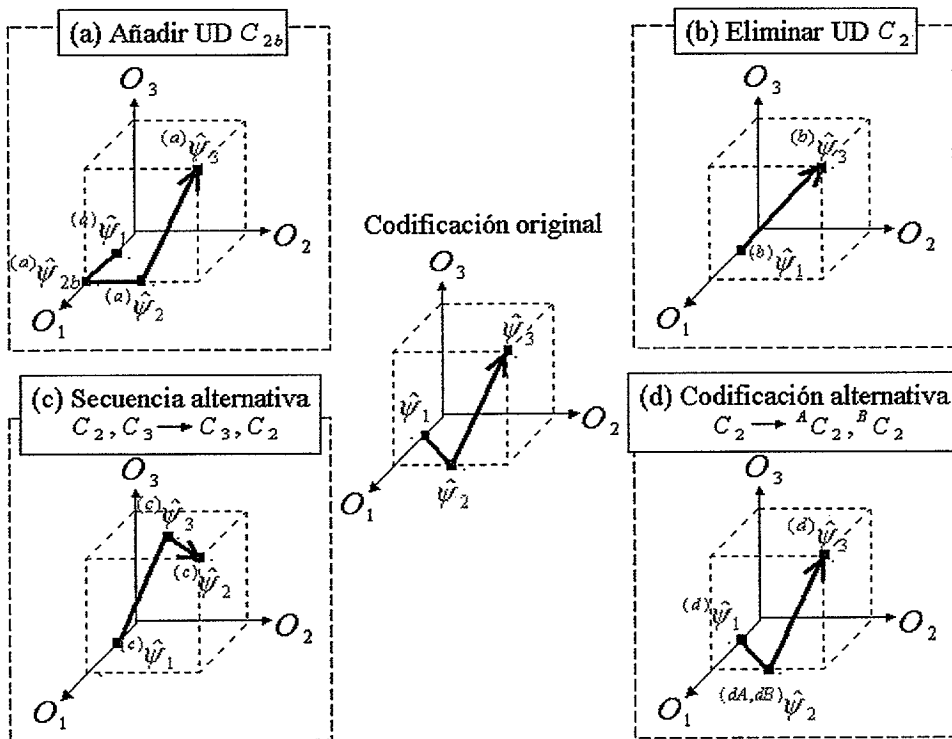 (a) Añadir UD C₂b
O₃
(a)ψ̂₃
(a)ψ̂₁
O₂
(a)ψ̂₂b
(a)ψ̂₂
O₁
(b) Eliminar UD C₂
O₃
(b)ψ̂₃
O₂
(b)ψ̂₁
O₁
Codificación original
O₃
ψ̂₃
ψ̂₁
O₂
ψ̂₂
O₁
(c) Secuencia alternativa
C₂, C₃ → C₃, C₂
O₃
(c)ψ̂₃
(c)ψ̂₂
O₂
(c)ψ̂₁
O₁
(d) Codificación alternativa
C₂ → ᴬC₂, ᴮC₂
O₃
(d)ψ̂₃
(d)ψ̂₁
O₂
(dA,dB)ψ̂₂
O₁